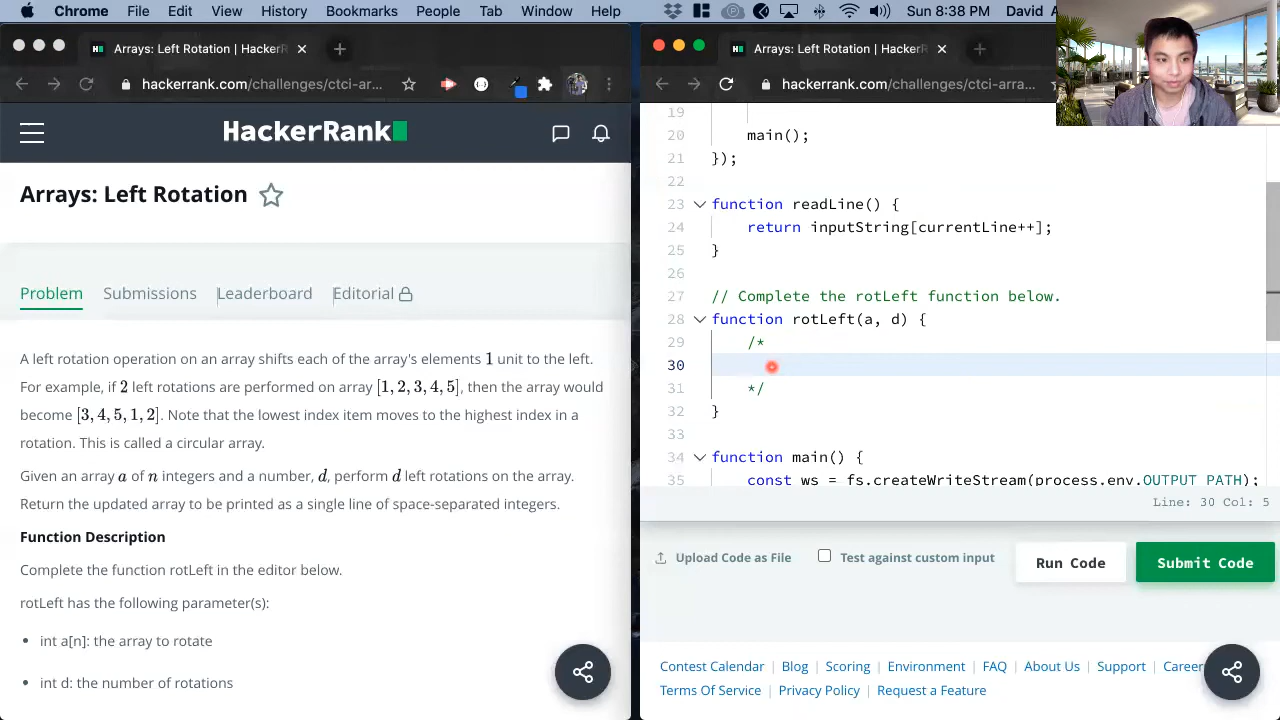 Chrome File Edit View History Bookmarks People Tab Window Help Sun 8:38 PM David A
Arrays: Left Rotation | HackerR
hackerrank.com/challenges/ctci-ar...
HackerRank
Arrays: Left Rotation
Problem Submissions Leaderboard Editorial
A left rotation operation on an array shifts each of the array's elements 1 unit to the left.
For example, if 2 left rotations are performed on array [1, 2, 3, 4, 5], then the array would
become [3, 4, 5, 1, 2]. Note that the lowest index item moves to the highest index in a
rotation. This is called a circular array.
Given an array a of n integers and a number, d, perform d left rotations on the array.
Return the updated array to be printed as a single line of space-separated integers.
Function Description
Complete the function rotLeft in the editor below.
rotLeft has the following parameter(s):
int a[n]: the array to rotate
int d: the number of rotations
Arrays: Left Rotation | HackerR
hackerrank.com/challenges/ctci-arra...
19
20 main();
21 });
22
23 function readLine() {
24 return inputString[currentLine++];
25 }
26
27 // Complete the rotLeft function below.
28 function rotLeft(a, d) {
29 /*
30
31 */
32 }
33
34 function main() {
35 const ws = fs.createWriteStream(process.env.OUTPUT_PATH);
Line: 30 Col: 5
Upload Code as File Test against custom input Run Code Submit Code
Contest Calendar | Blog | Scoring | Environment | FAQ | About Us | Support | Career
Terms Of Service | Privacy Policy | Request a Feature